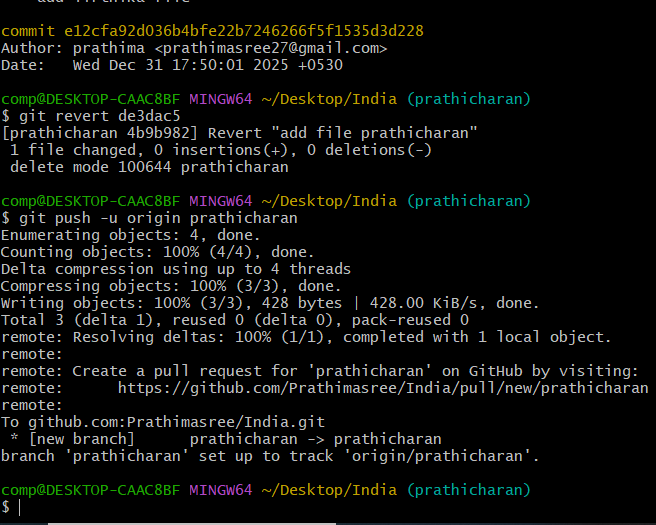 commit e12cfa92d036b4bfe22b7246266f5f1535d3d228
Author: prathima <prathimasree27@gmail.com>
Date:   Wed Dec 31 17:50:01 2025 +0530
comp@DESKTOP-CAAC8BF MINGW64 ~/Desktop/India (prathicharan)
$ git revert de3dac5
[prathicharan 4b9b982] Revert "add file prathicharan"
 1 file changed, 0 insertions(+), 0 deletions(-)
 delete mode 100644 prathicharan
comp@DESKTOP-CAAC8BF MINGW64 ~/Desktop/India (prathicharan)
$ git push -u origin prathicharan
Enumerating objects: 4, done.
Counting objects: 100% (4/4), done.
Delta compression using up to 4 threads
Compressing objects: 100% (3/3), done.
Writing objects: 100% (3/3), 428 bytes | 428.00 KiB/s, done.
Total 3 (delta 1), reused 0 (delta 0), pack-reused 0
remote: Resolving deltas: 100% (1/1), completed with 1 local object.
remote:
remote: Create a pull request for 'prathicharan' on GitHub by visiting:
remote:      https://github.com/Prathimasree/India/pull/new/prathicharan
remote:
To github.com:Prathimasree/India.git
 * [new branch]      prathicharan -> prathicharan
branch 'prathicharan' set up to track 'origin/prathicharan'.
comp@DESKTOP-CAAC8BF MINGW64 ~/Desktop/India (prathicharan)
$